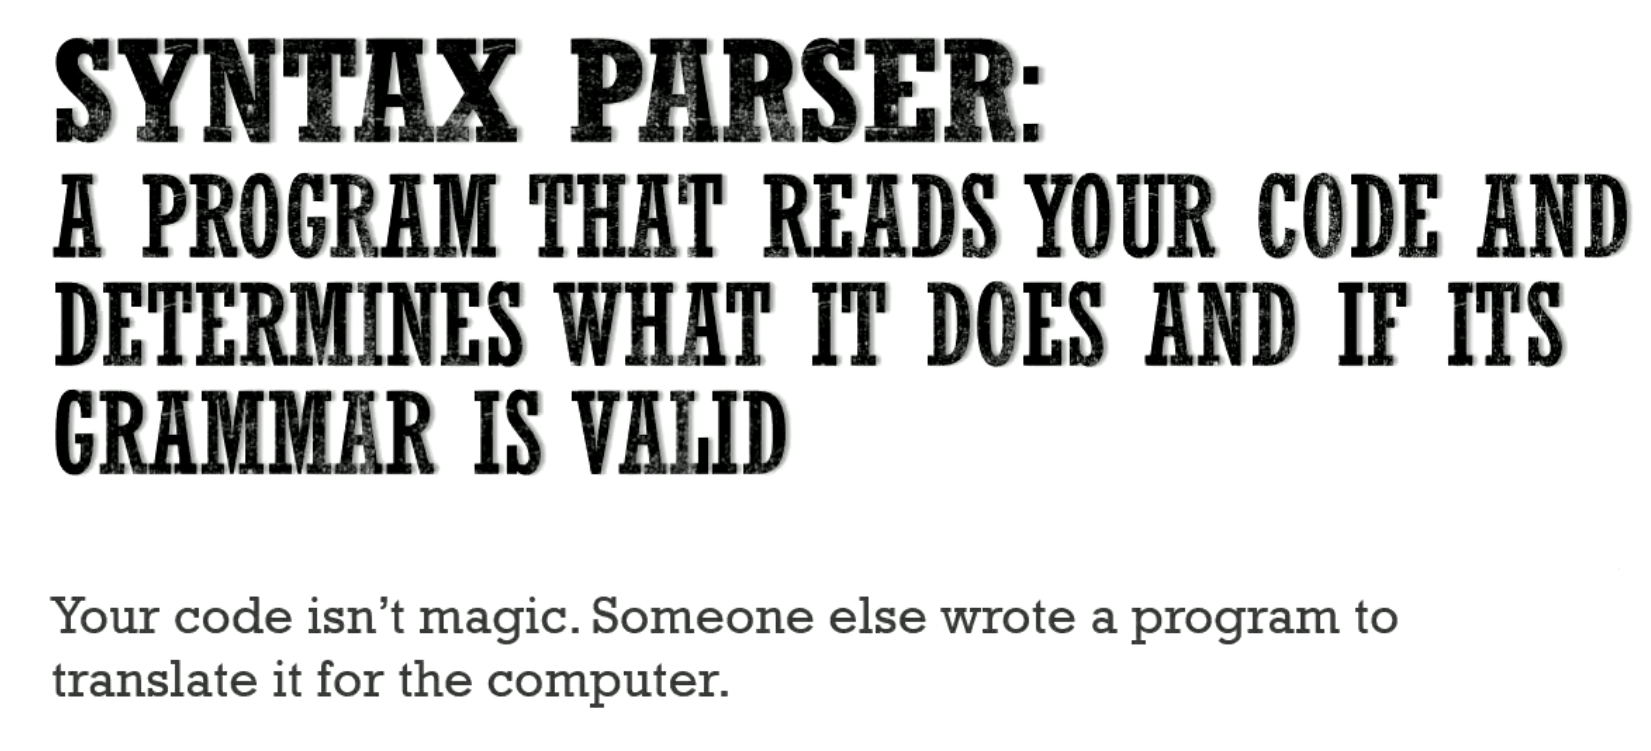 SYNTAX PARSER:
A PROGRAM THAT READS YOUR CODE AND
DETERMINES WHAT IT DOES AND IF ITS
GRAMMAR IS VALID
Your code isn’t magic. Someone else wrote a program to
translate it for the computer.